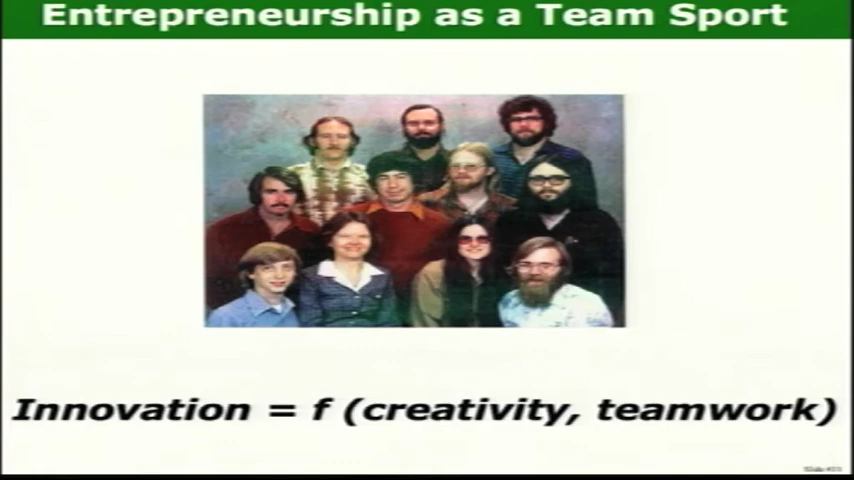 Entrepreneurship as a Team Sport
Innovation = f (creativity, teamwork)